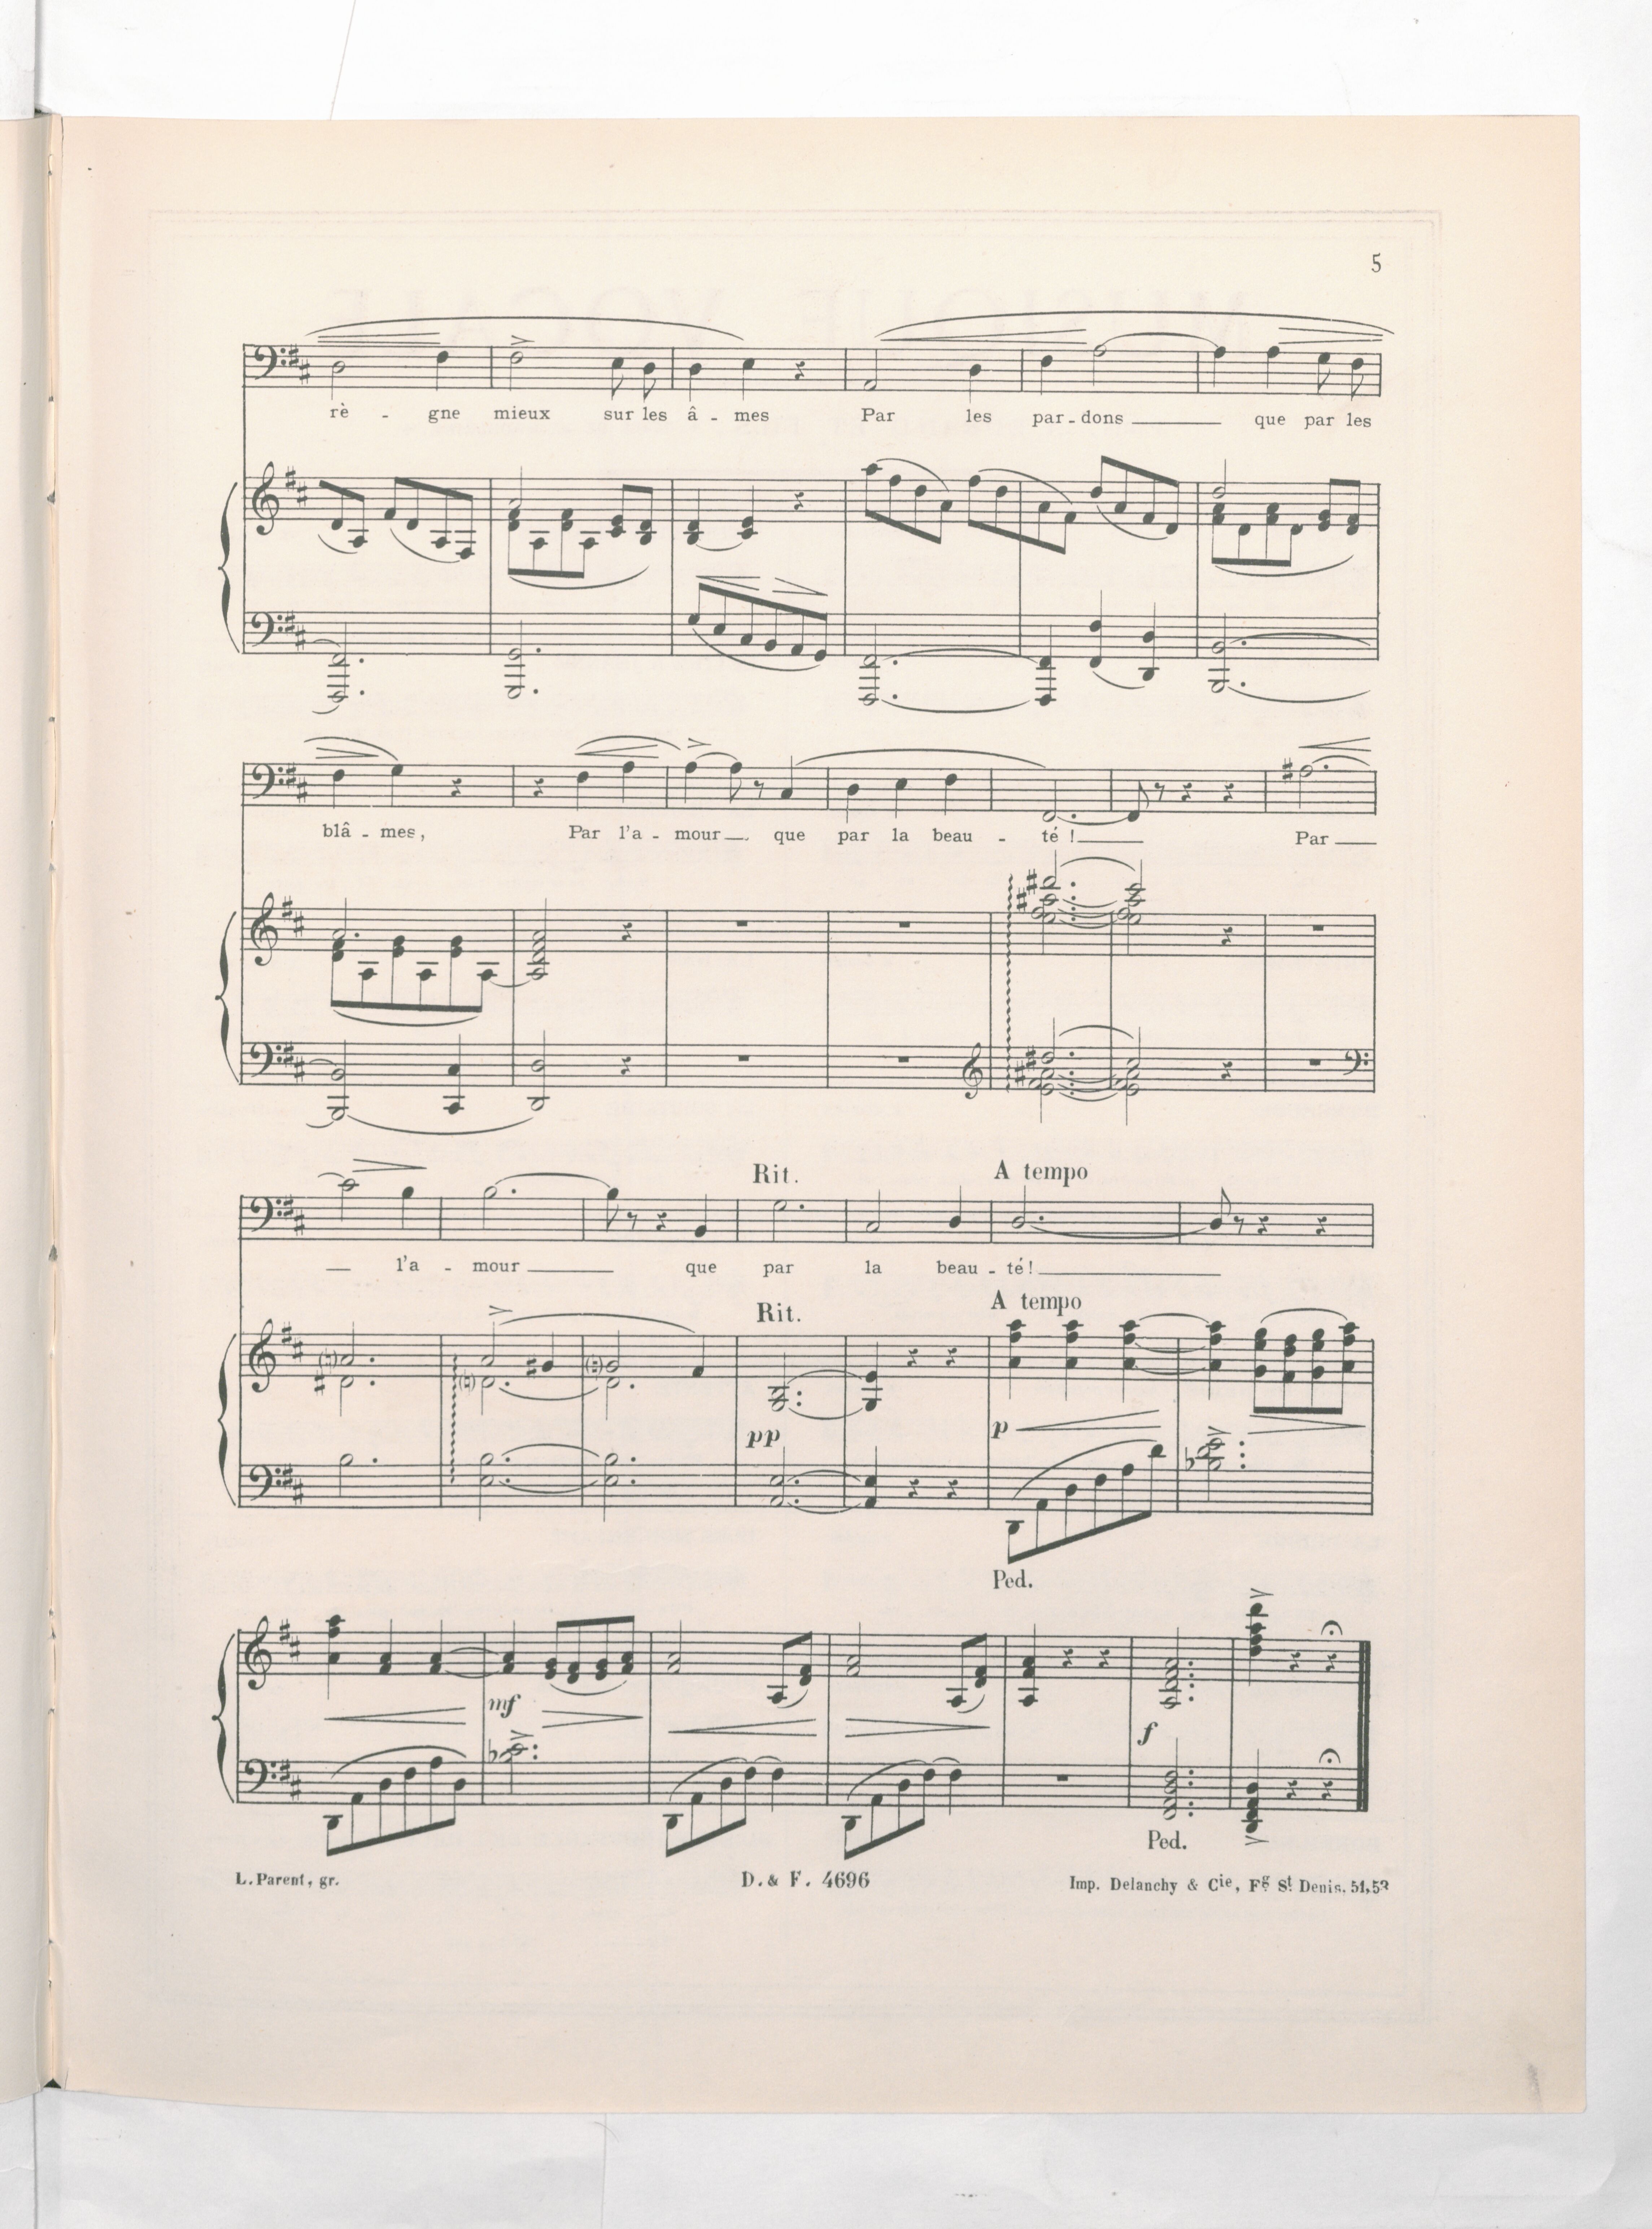 5
rè - gne mieux sur les â - mes Par les par - dons que par les
blâ - mes, Par l'a - mour que par la beau - té ! Par
Rit. A tempo
l'a - mour que par la beau - té !
Rit. A tempo
pp p
Ped.
mf
f
Ped.
L. Parent, gr. D. & F. 4696 Imp. Delanchy & Cie, Fg St Denis. 51,53